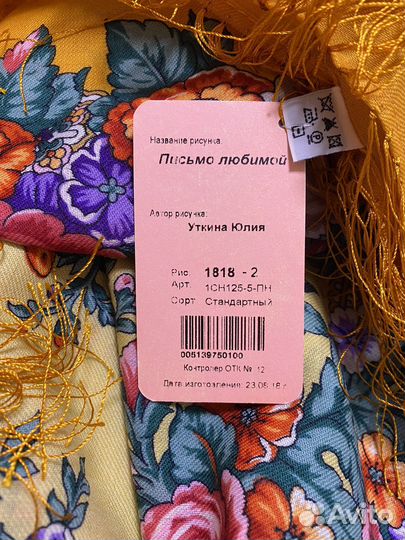 Название рисунка:
Письмо любимой
Автор рисунка:
Уткина Юлия
Рис. 1818 - 2
Арт. 1СН125-5-ПН
Сорт Стандартный
005139750100
Контролер ОТК № 12
Дата изготовления: 23.05.18 г.
Avito